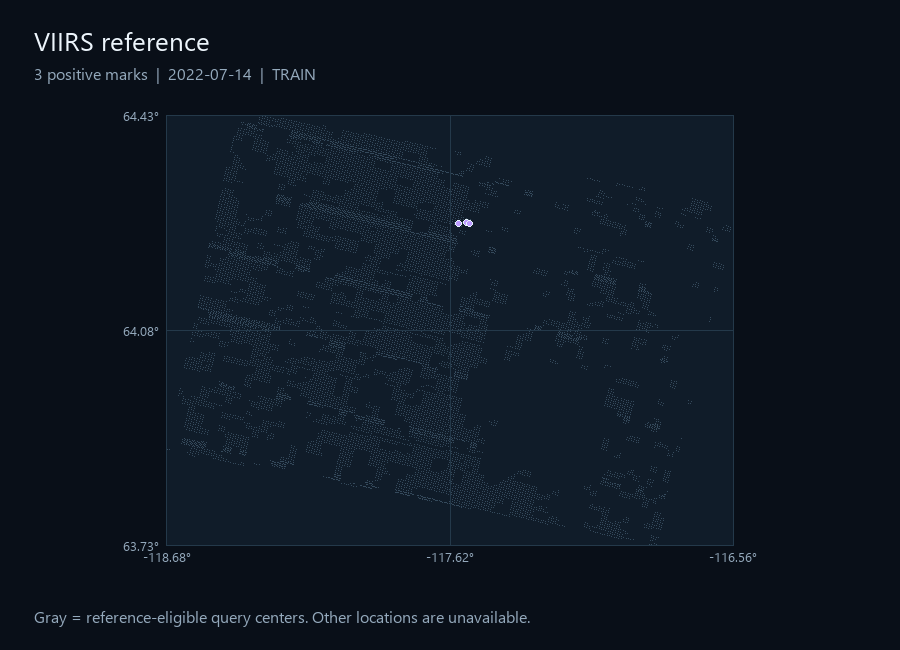 VIIRS reference
3 positive marks | 2022-07-14 | TRAIN
64.43°
64.08°
63.73°
-118.68°
-117.62°
-116.56°
Gray = reference-eligible query centers. Other locations are unavailable.